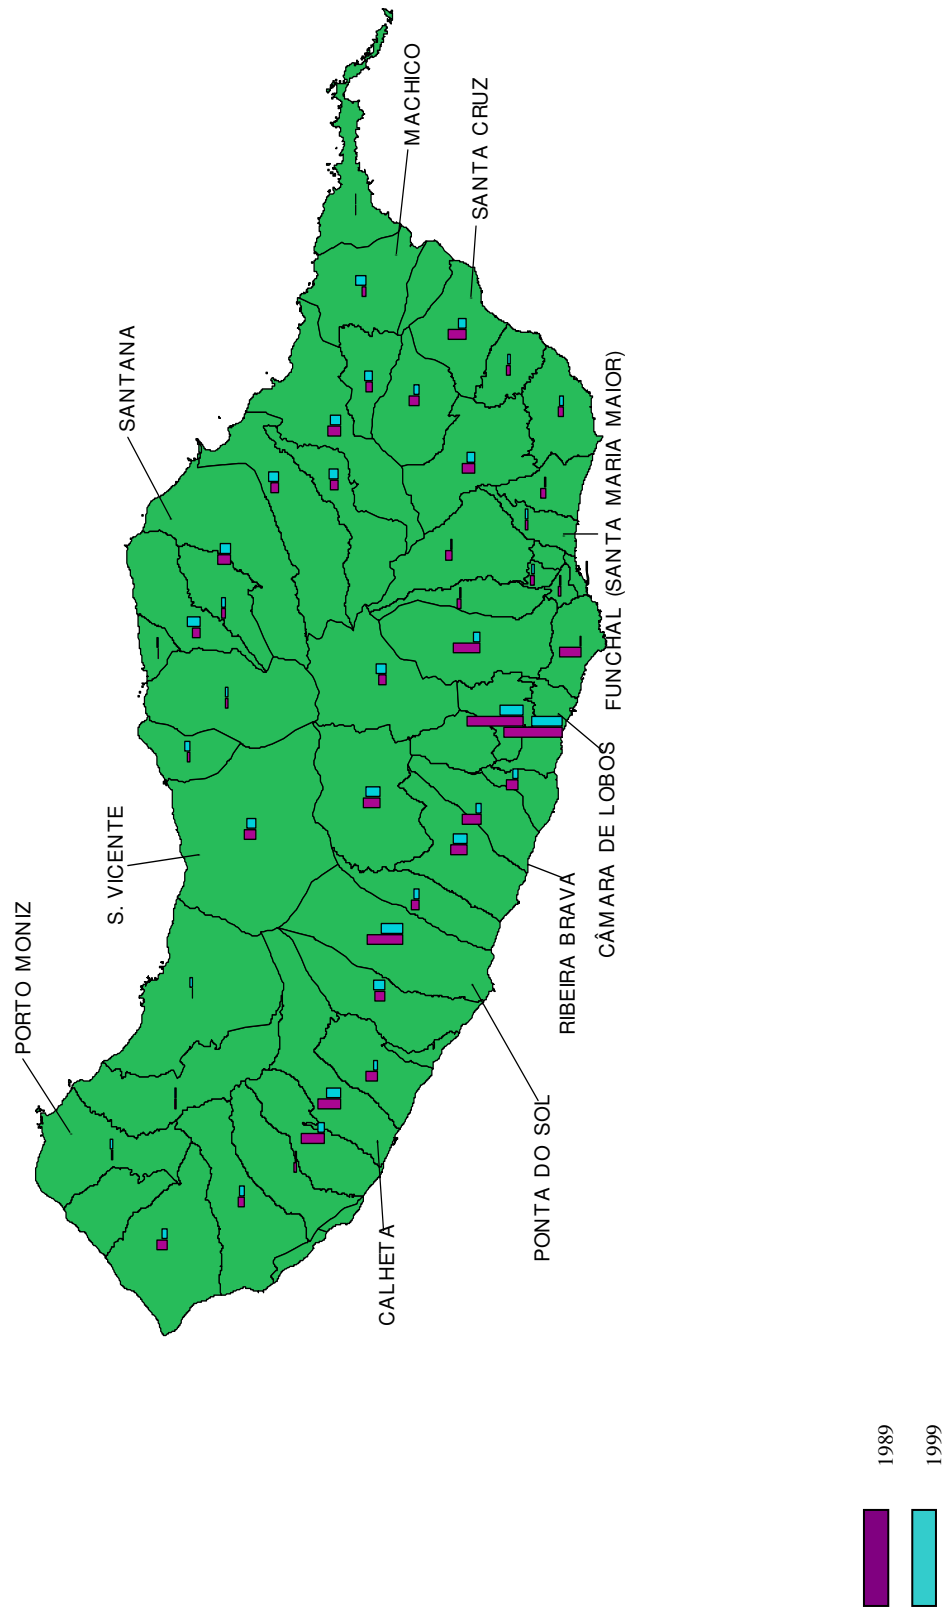 PORTO MONIZ
S. VICENTE
SANTANA
MACHICO
SANTA CRUZ
FUNCHAL (SANTA MARIA MAIOR)
CÂMARA DE LOBOS
RIBEIRA BRAVA
PONTA DO SOL
CALHETA
1989
1999